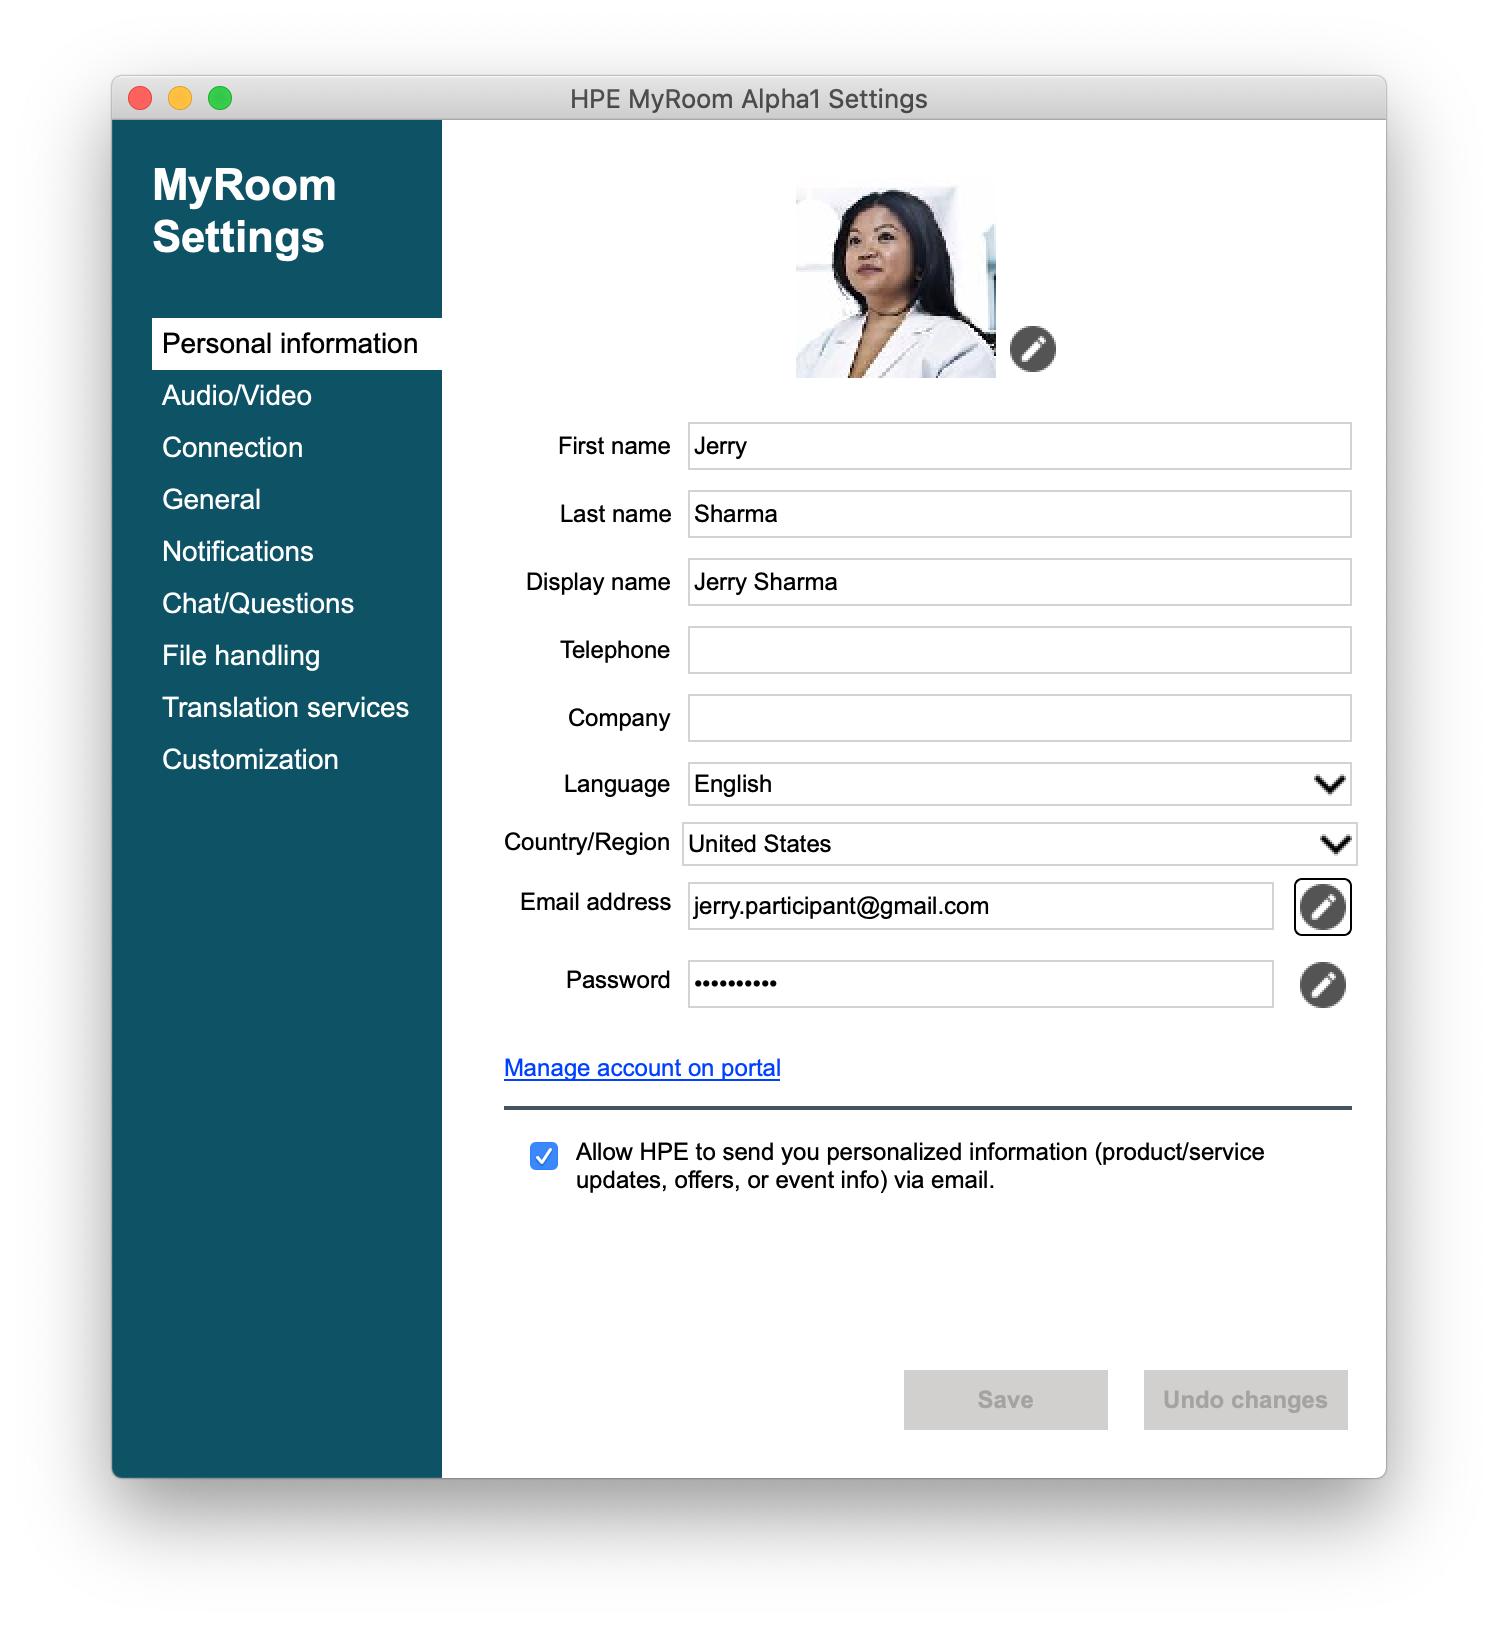 HPE MyRoom Alpha1 Settings
MyRoom
Settings
Personal information
Audio/Video
Connection
General
Notifications
Chat/Questions
File handling
Translation services
Customization
First name Jerry
Last name Sharma
Display name Jerry Sharma
Telephone
Company
Language English
Country/Region United States
Email address jerry.participant@gmail.com
Password ••••••••••
Manage account on portal
Allow HPE to send you personalized information (product/service
updates, offers, or event info) via email.
Save Undo changes